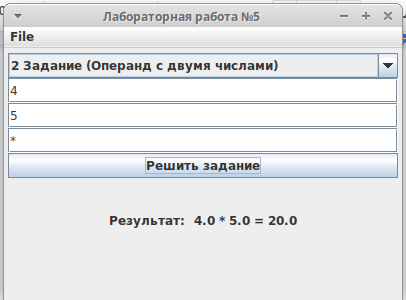 Лабораторная работа №5
File
2 Задание (Операнд с двумя числами)
4
5
*
Решить задание
Результат: 4.0 * 5.0 = 20.0